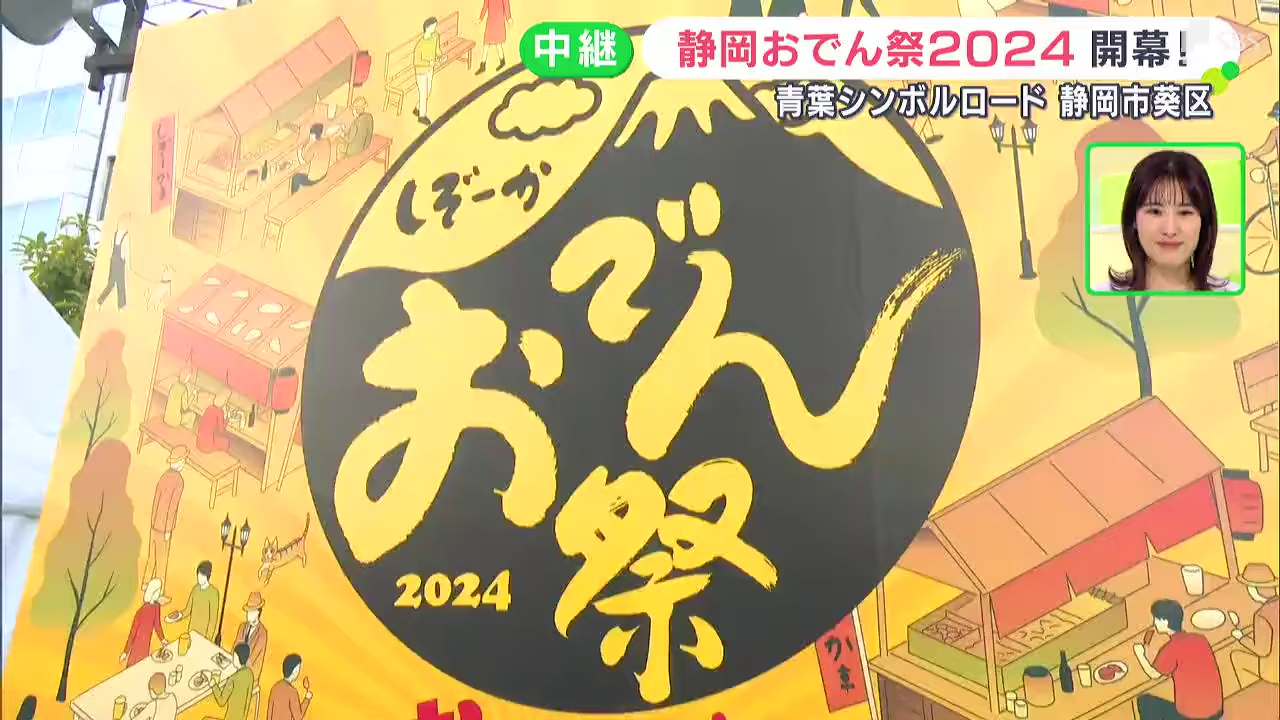 中継
静岡おでん祭2024 開幕!
青葉シンボルロード 静岡市葵区
しぞーか
おでん
祭
2024